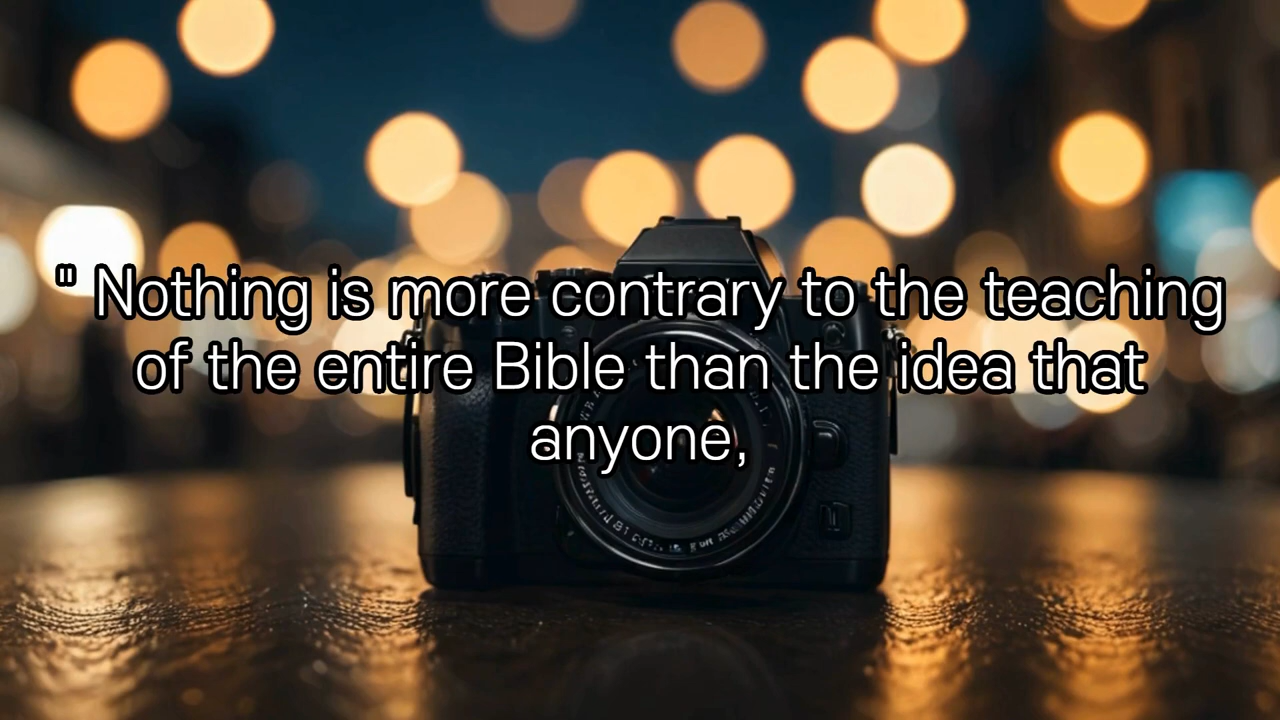 " Nothing is more contrary to the teaching
of the entire Bible than the idea that
anyone,